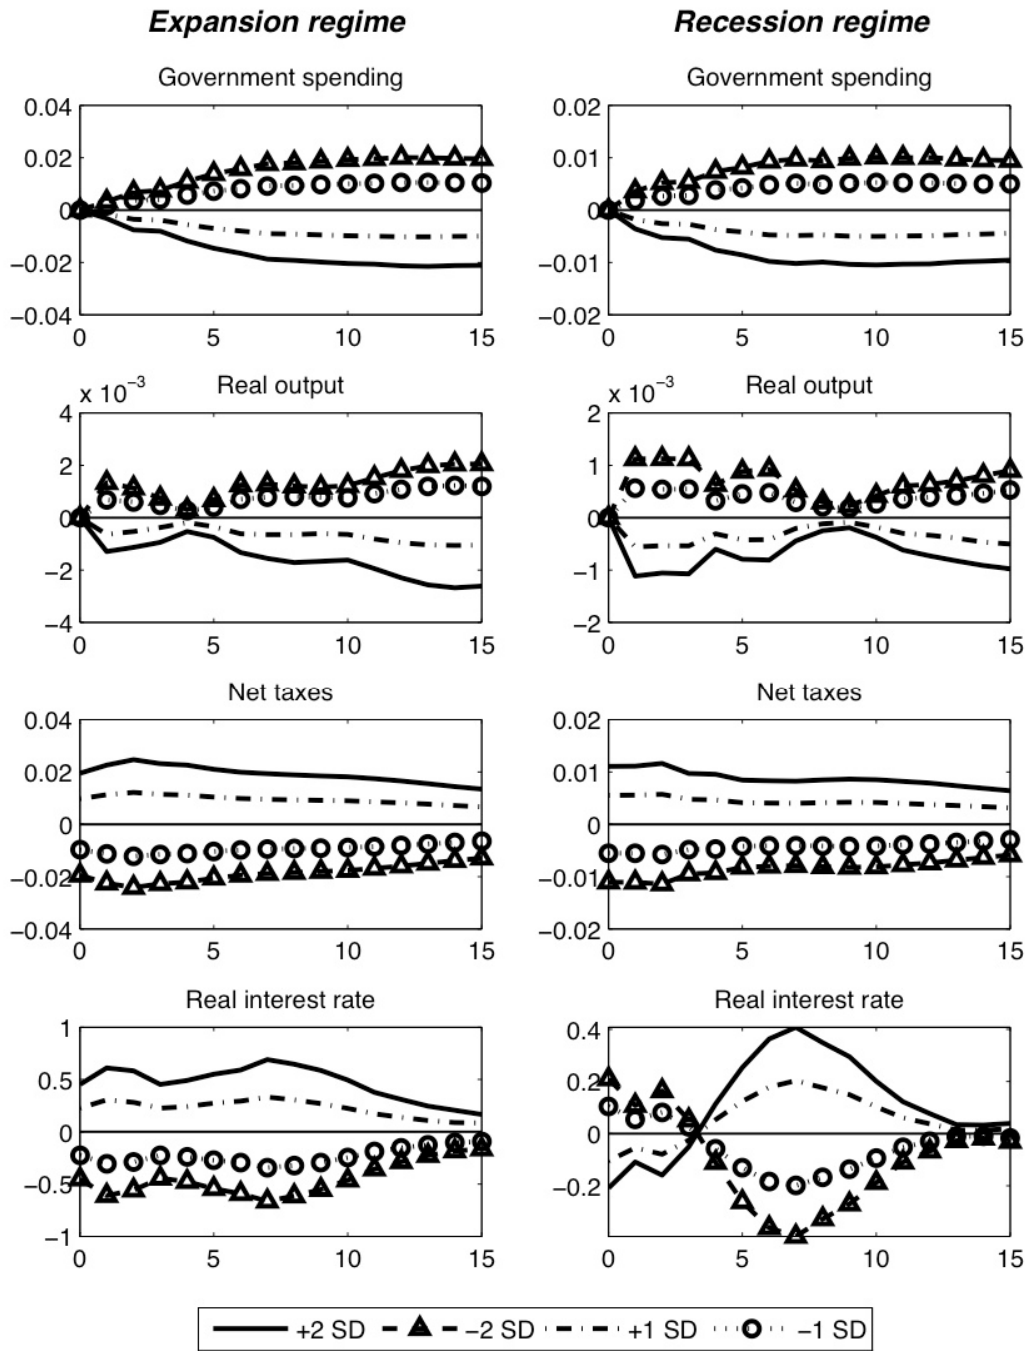 Expansion regime Recession regime
Government spending Government spending
0.04 0.02
0.02 0.01
0 0
−0.02 −0.01
−0.04 −0.02
0 5 10 15 0 5 10 15
x 10−3 Real output x 10−3 Real output
4 2
2 1
0 0
−2 −1
−4 −2
0 5 10 15 0 5 10 15
Net taxes Net taxes
0.04 0.02
0.02 0.01
0 0
−0.02 −0.01
−0.04 −0.02
0 5 10 15 0 5 10 15
Real interest rate Real interest rate
1 0.4
0.5 0.2
0 0
−0.5 −0.2
−1
0 5 10 15 0 5 10 15
+2 SD −2 SD +1 SD −1 SD